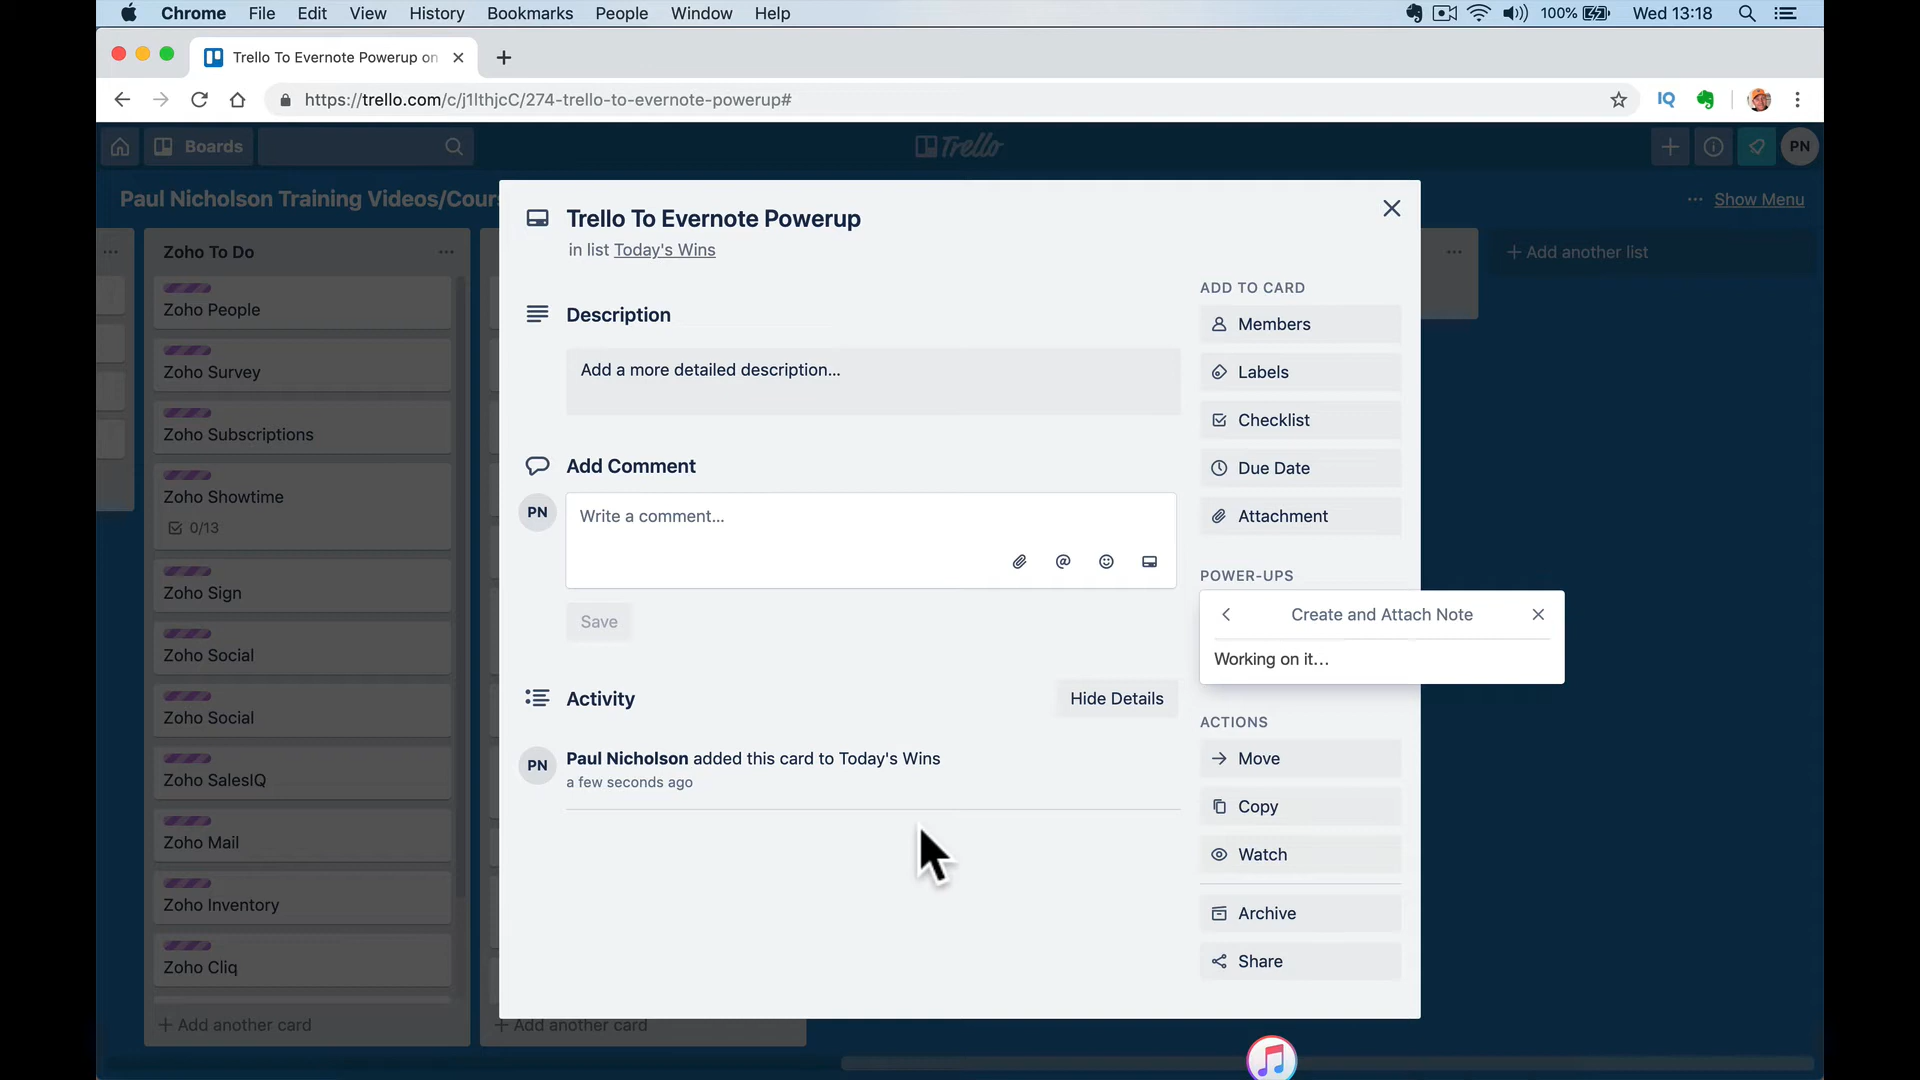 Chrome File Edit View History Bookmarks People Window Help 100% Wed 13:18
Trello To Evernote Powerup on
https://trello.com/c/j1lthjcC/274-trello-to-evernote-powerup#
IQ
Boards
Trello
PN
Paul Nicholson Training Videos/Cours
Show Menu
Zoho To Do
Zoho People
Zoho Survey
Zoho Subscriptions
Zoho Showtime
0/13
Zoho Sign
Zoho Social
Zoho Social
Zoho SalesIQ
Zoho Mail
Zoho Inventory
Zoho Cliq
+ Add another card
+ Add another card
+ Add another list
Trello To Evernote Powerup
in list Today's Wins
Description
Add a more detailed description...
Add Comment
PN
Write a comment...
@
Save
Activity
Hide Details
PN
Paul Nicholson added this card to Today's Wins
a few seconds ago
ADD TO CARD
Members
Labels
Checklist
Due Date
Attachment
POWER-UPS
Create and Attach Note
Working on it...
ACTIONS
Move
Copy
Watch
Archive
Share